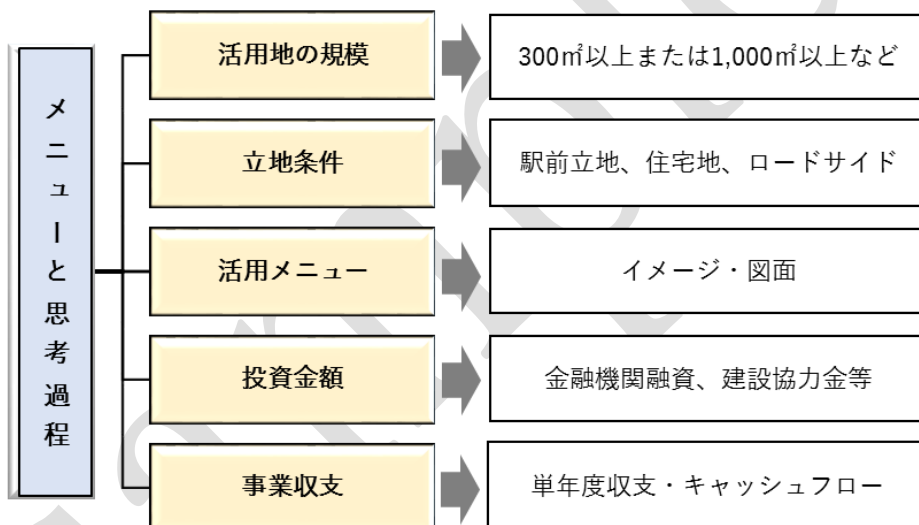 メニューと思考過程
活用地の規模
300㎡以上または1,000㎡以上など
立地条件
駅前立地、住宅地、ロードサイド
活用メニュー
イメージ・図面
投資金額
金融機関融資、建設協力金等
事業収支
単年度収支・キャッシュフロー